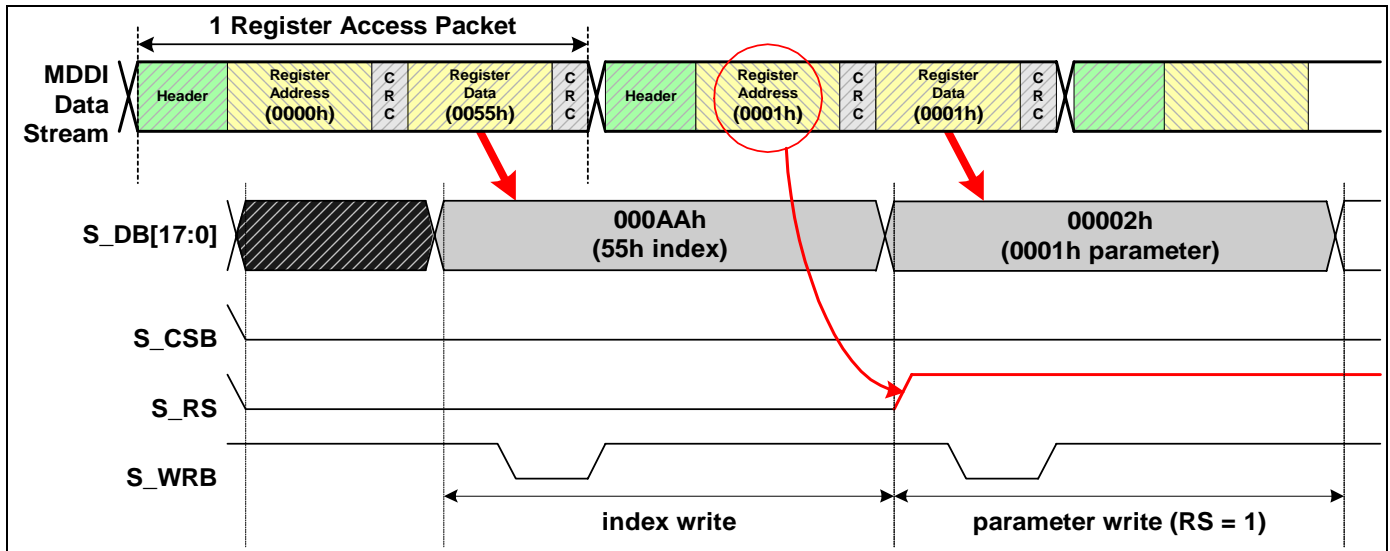 1 Register Access Packet
MDDI
Data
Stream
Header
Register
Address
(0000h)
C
R
C
Register
Data
(0055h)
C
R
C
Header
Register
Address
(0001h)
C
R
C
Register
Data
(0001h)
C
R
C
S_DB[17:0]
000AAh
(55h index)
00002h
(0001h parameter)
S_CSB
S_RS
S_WRB
index write
parameter write (RS = 1)